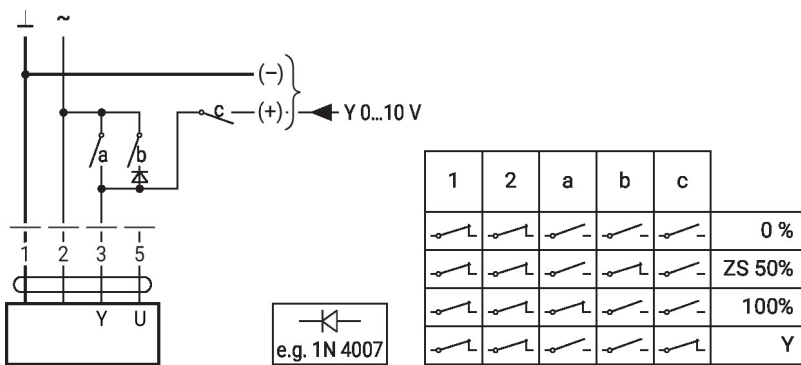 ⊥ ~
(–)
c (+) Y 0...10 V
a b
1 2 3 5
Y U
e.g. 1N 4007
1 2 a b c
0 %
ZS 50%
100%
Y